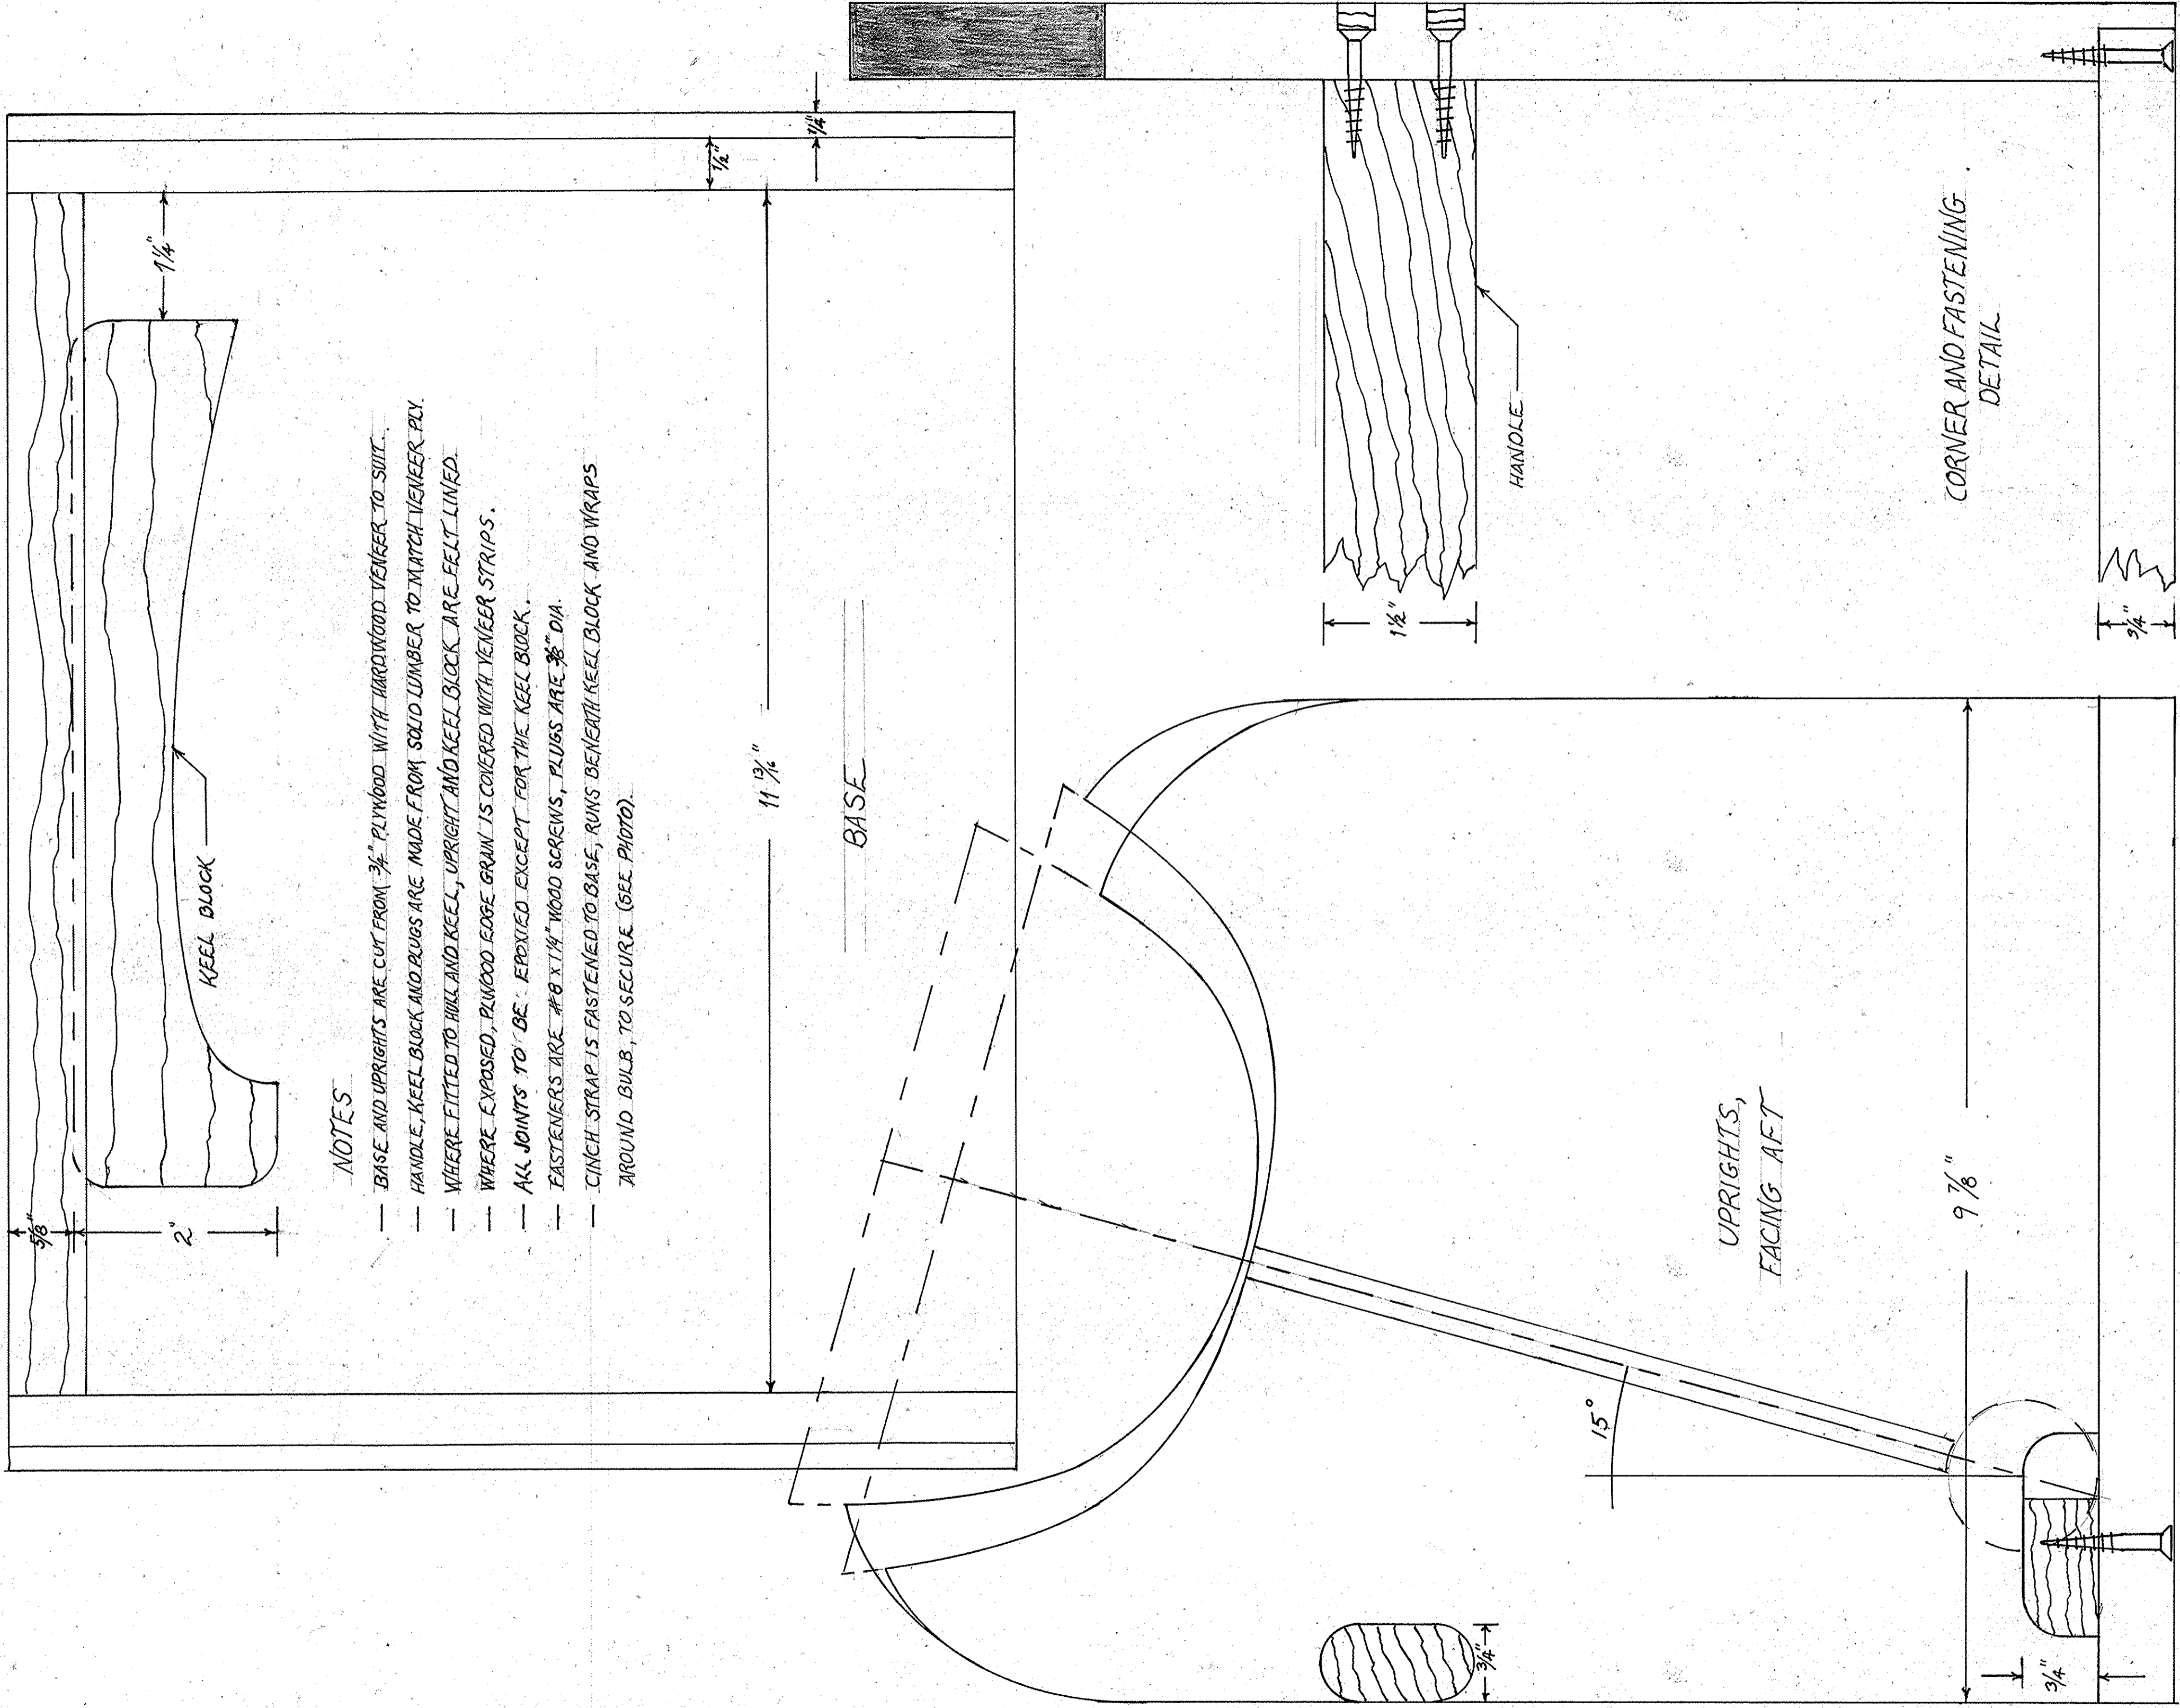 5/8"
2"
KEEL BLOCK
1 1/4"
NOTES
— BASE AND UPRIGHTS ARE CUT FROM 3/4" PLYWOOD WITH HARDWOOD VENEER TO SUIT.
— HANDLE, KEEL BLOCK AND PLUGS ARE MADE FROM SOLID LUMBER TO MATCH VENEER PLY.
— WHERE FITTED TO HULL AND KEEL, UPRIGHT AND KEEL BLOCK ARE FELT LINED.
— WHERE EXPOSED, PLWOOD EDGE GRAIN IS COVERED WITH VENEER STRIPS.
— ALL JOINTS TO BE EPOXIED EXCEPT FOR THE KEEL BLOCK.
— FASTENERS ARE #8 x 1 1/4" WOOD SCREWS, PLUGS ARE 3/8" DIA.
— CINCH STRAP IS FASTENED TO BASE, RUNS BENEATH KEEL BLOCK AND WRAPS
AROUND BULB, TO SECURE (SEE PHOTO).
1/2"
1/4"
11 13/16"
BASE
1 1/2"
HANDLE
CORNER AND FASTENING
DETAIL
3/4"
15°
UPRIGHTS,
FACING AFT
9 7/8"
3/4"
3/4"